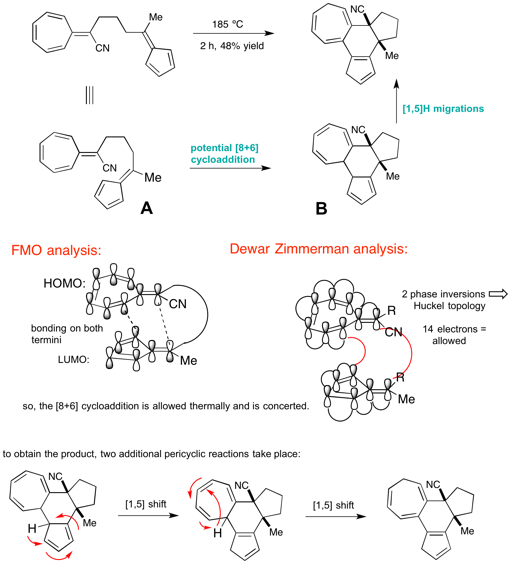 Me
CN
185 ºC
2 h, 48% yield
NC
Me
[1,5]H migrations
CN
Me
A
potential [8+6]
cycloaddition
NC
Me
B
FMO analysis:
Dewar Zimmerman analysis:
HOMO:
CN
bonding on both
termini
LUMO:
Me
R
CN
R
Me
2 phase inversions
Huckel topology
14 electrons =
allowed
so, the [8+6] cycloaddition is allowed thermally and is concerted.
to obtain the product, two additional pericyclic reactions take place:
NC
H
Me
[1,5] shift
NC
H
Me
[1,5] shift
NC
Me